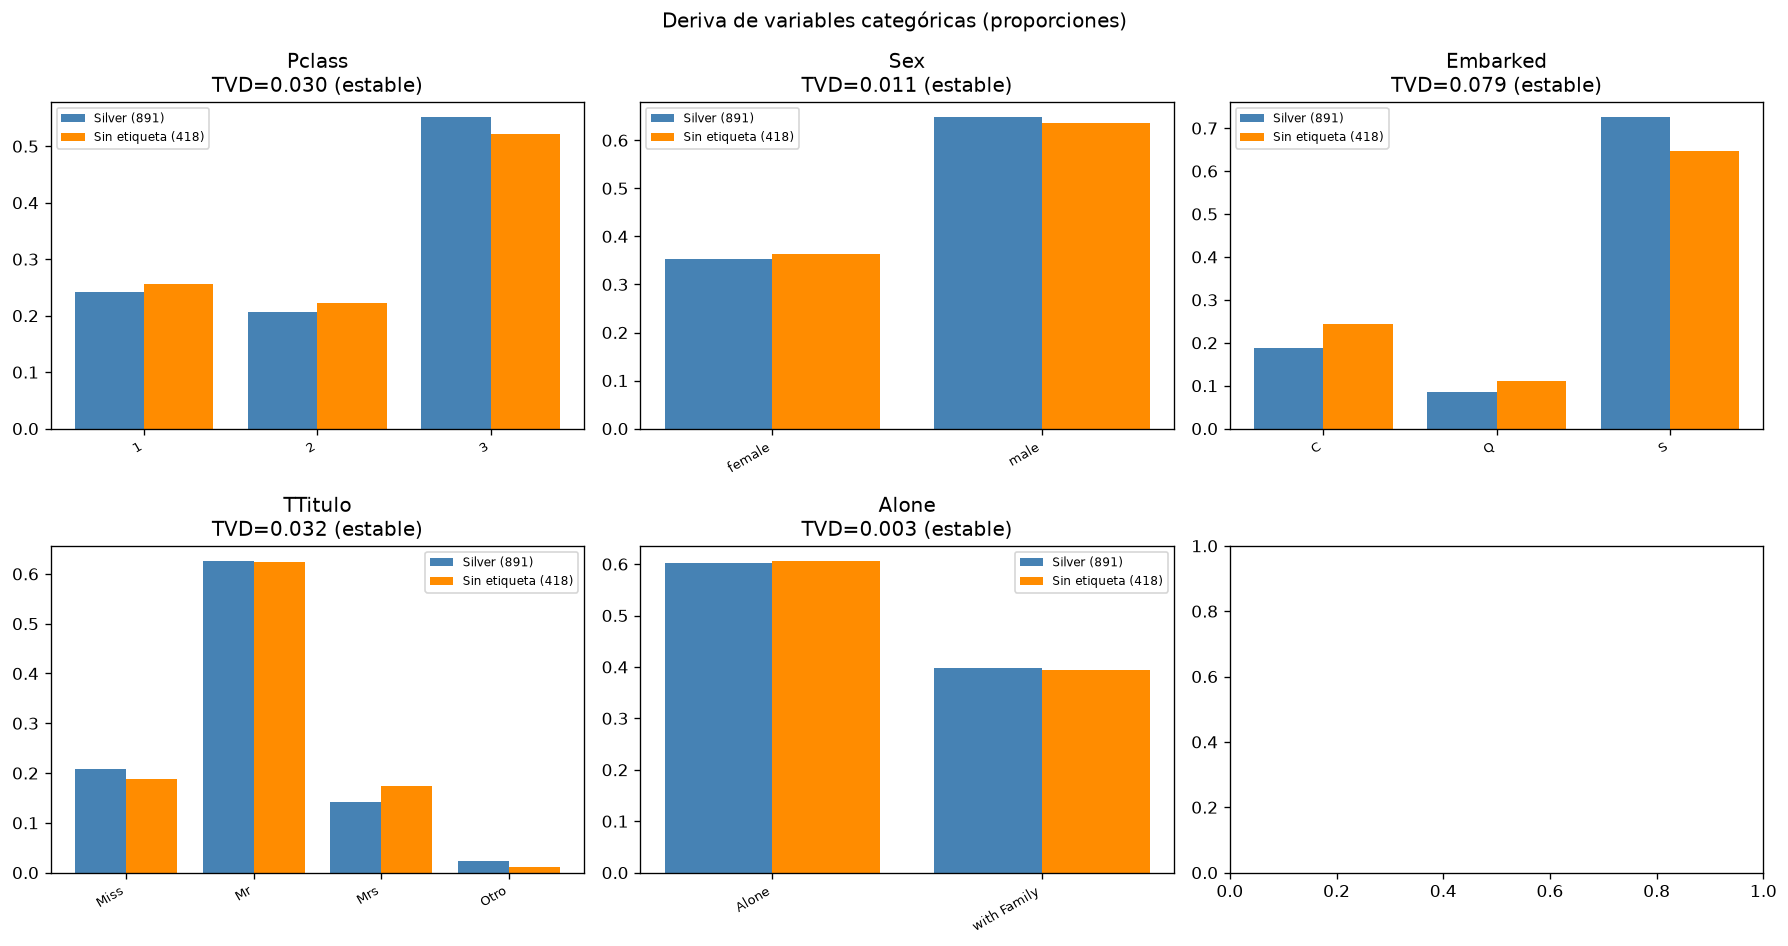 Deriva de variables categóricas (proporciones)
Pclass
TVD=0.030 (estable)
Silver (891)
Sin etiqueta (418)
0.5
0.4
0.3
0.2
0.1
0.0
1
2
3
Sex
TVD=0.011 (estable)
Silver (891)
Sin etiqueta (418)
0.6
0.5
0.4
0.3
0.2
0.1
0.0
female
male
Embarked
TVD=0.079 (estable)
Silver (891)
Sin etiqueta (418)
0.7
0.6
0.5
0.4
0.3
0.2
0.1
0.0
C
Q
S
TTitulo
TVD=0.032 (estable)
Silver (891)
Sin etiqueta (418)
0.6
0.5
0.4
0.3
0.2
0.1
0.0
Miss
Mr
Mrs
Otro
Alone
TVD=0.003 (estable)
Silver (891)
Sin etiqueta (418)
0.6
0.5
0.4
0.3
0.2
0.1
0.0
Alone
with Family
1.0
0.8
0.6
0.4
0.2
0.0
0.0
0.2
0.4
0.6
0.8
1.0